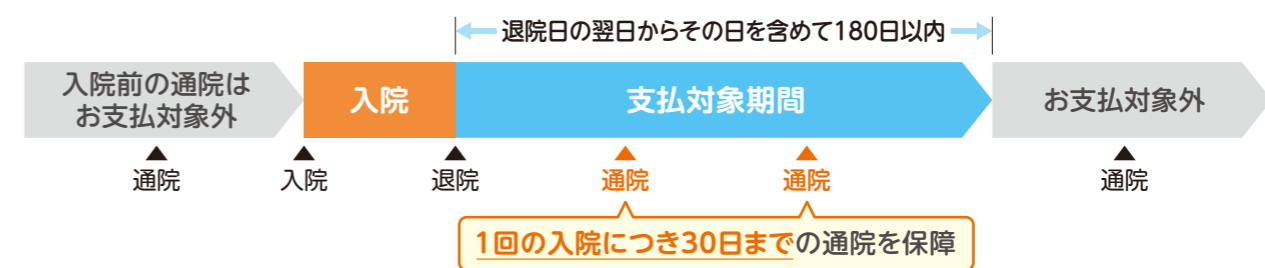 退院日の翌日からその日を含めて180日以内
入院前の通院は
お支払対象外
入院
支払対象期間
お支払対象外
通院
入院
退院
通院
通院
通院
1回の入院につき30日までの通院を保障